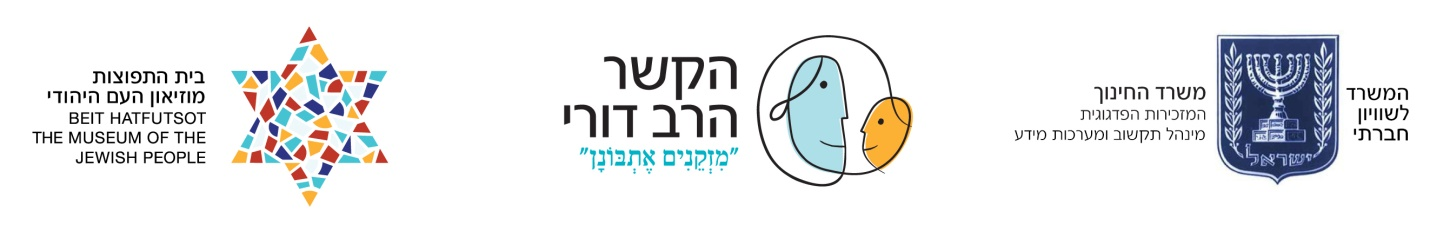 המשרד
לשוויון
חברתי
ישראל
משרד החינוך
המזכירות הפדגוגית
מינהל תקשוב ומערכות מידע
הקשר
הרב דורי
"מִזְּקֵנִים אֶתְבּוֹנָן"
בית התפוצות
מוזיאון העם היהודי
BEIT HATFUTSOT
THE MUSEUM OF THE
JEWISH PEOPLE